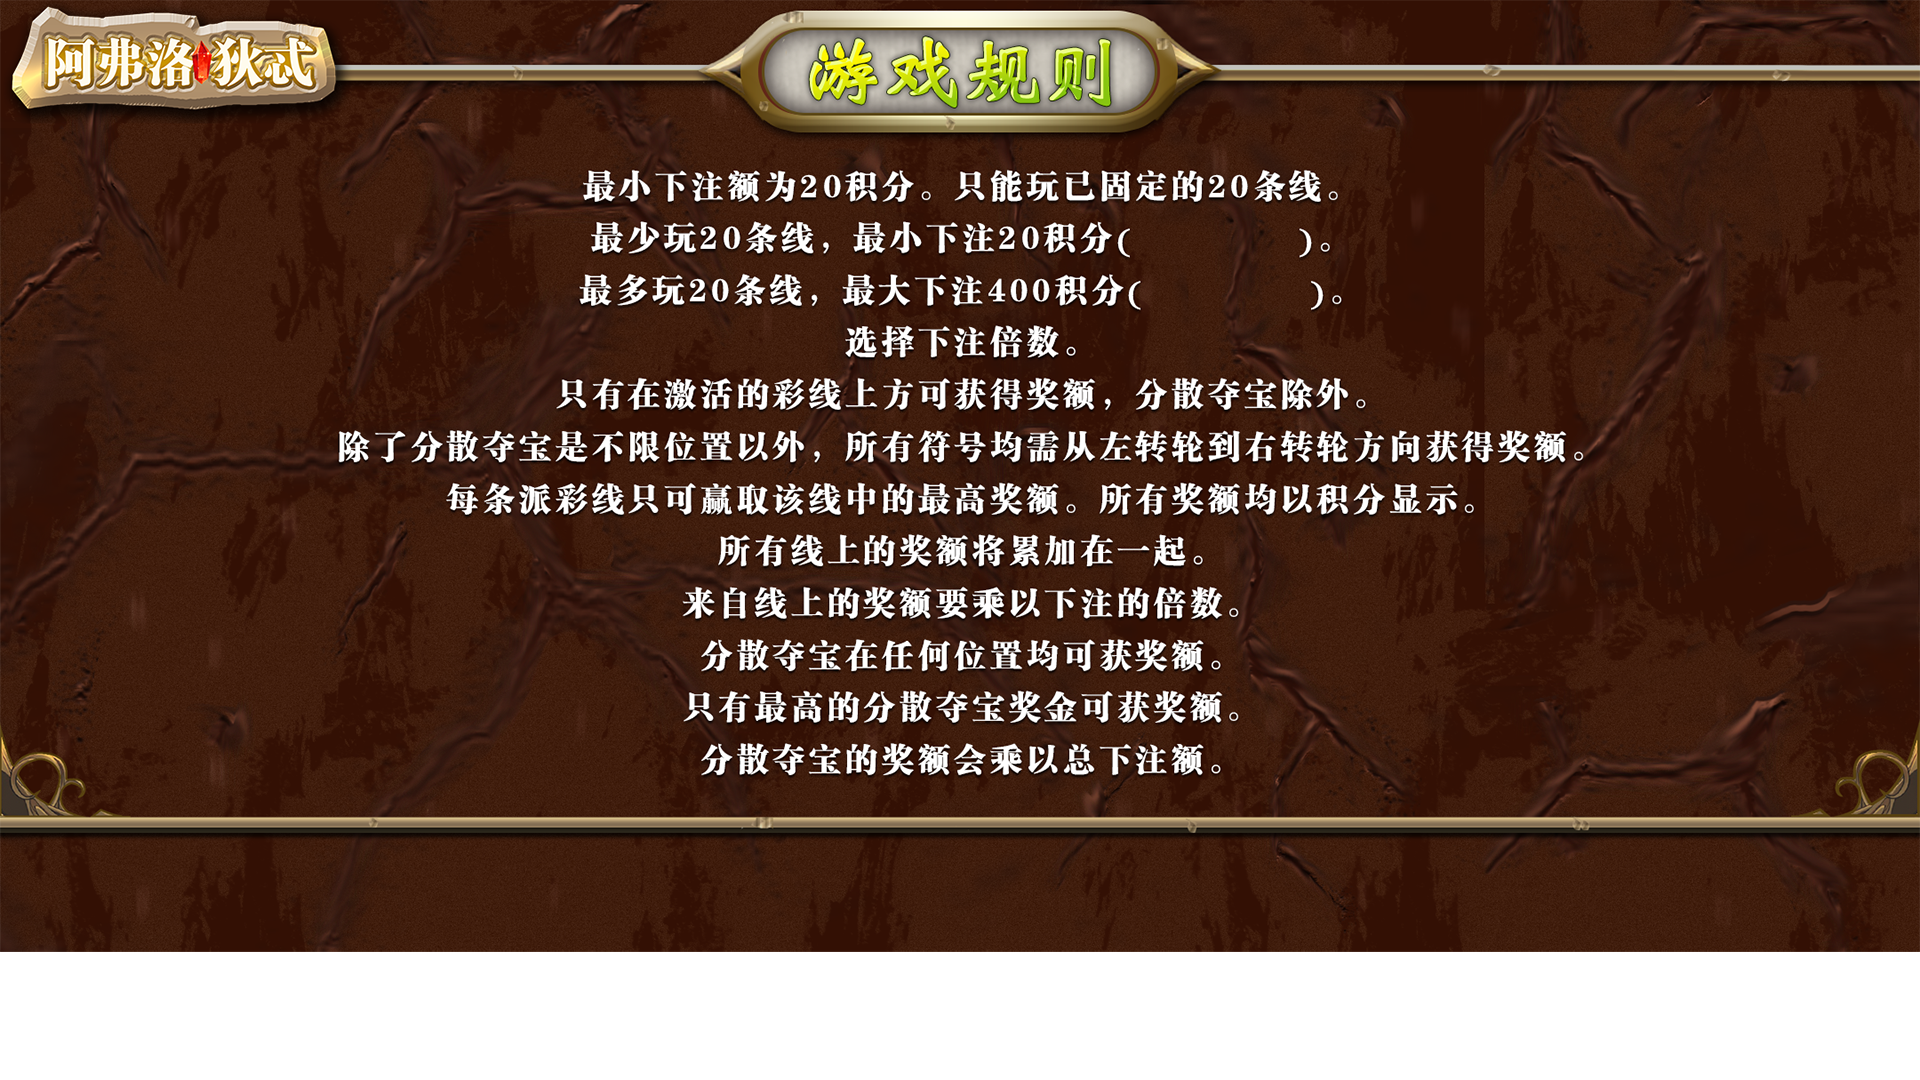 阿弗洛狄忒
游戏规则
最小下注额为20积分。只能玩已固定的20条线。
最少玩20条线，最小下注20积分( )。
最多玩20条线，最大下注400积分( )。
选择下注倍数。
只有在激活的彩线上方可获得奖额，分散夺宝除外。
除了分散夺宝是不限位置以外，所有符号均需从左转轮到右转轮方向获得奖额。
每条派彩线只可赢取该线中的最高奖额。所有奖额均以积分显示。
所有线上的奖额将累加在一起。
来自线上的奖额要乘以下注的倍数。
分散夺宝在任何位置均可获奖额。
只有最高的分散夺宝奖金可获奖额。
分散夺宝的奖额会乘以总下注额。